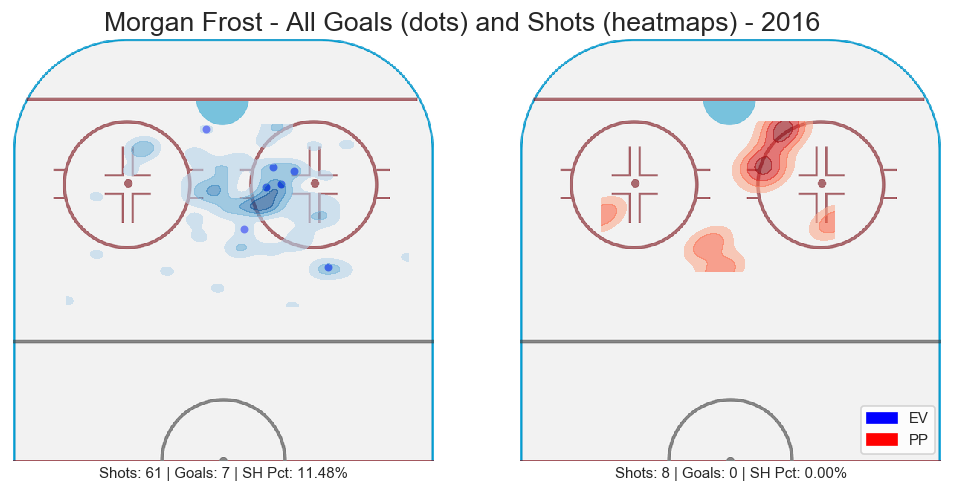 Morgan Frost - All Goals (dots) and Shots (heatmaps) - 2016
EV
PP
Shots: 61 | Goals: 7 | SH Pct: 11.48%
Shots: 8 | Goals: 0 | SH Pct: 0.00%